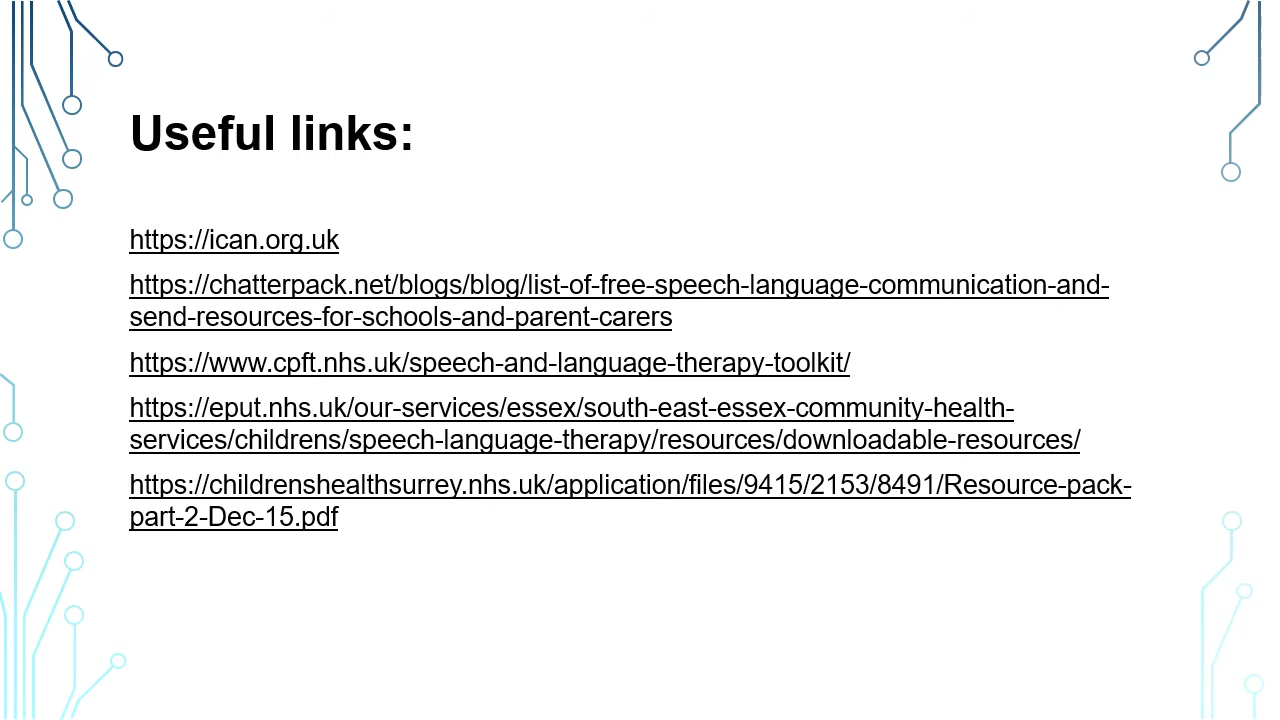 Useful links:
https://ican.org.uk
https://chatterpack.net/blogs/blog/list-of-free-speech-language-communication-and-
send-resources-for-schools-and-parent-carers
https://www.cpft.nhs.uk/speech-and-language-therapy-toolkit/
https://eput.nhs.uk/our-services/essex/south-east-essex-community-health-
services/childrens/speech-language-therapy/resources/downloadable-resources/
https://childrenshealthsurrey.nhs.uk/application/files/9415/2153/8491/Resource-pack-
part-2-Dec-15.pdf